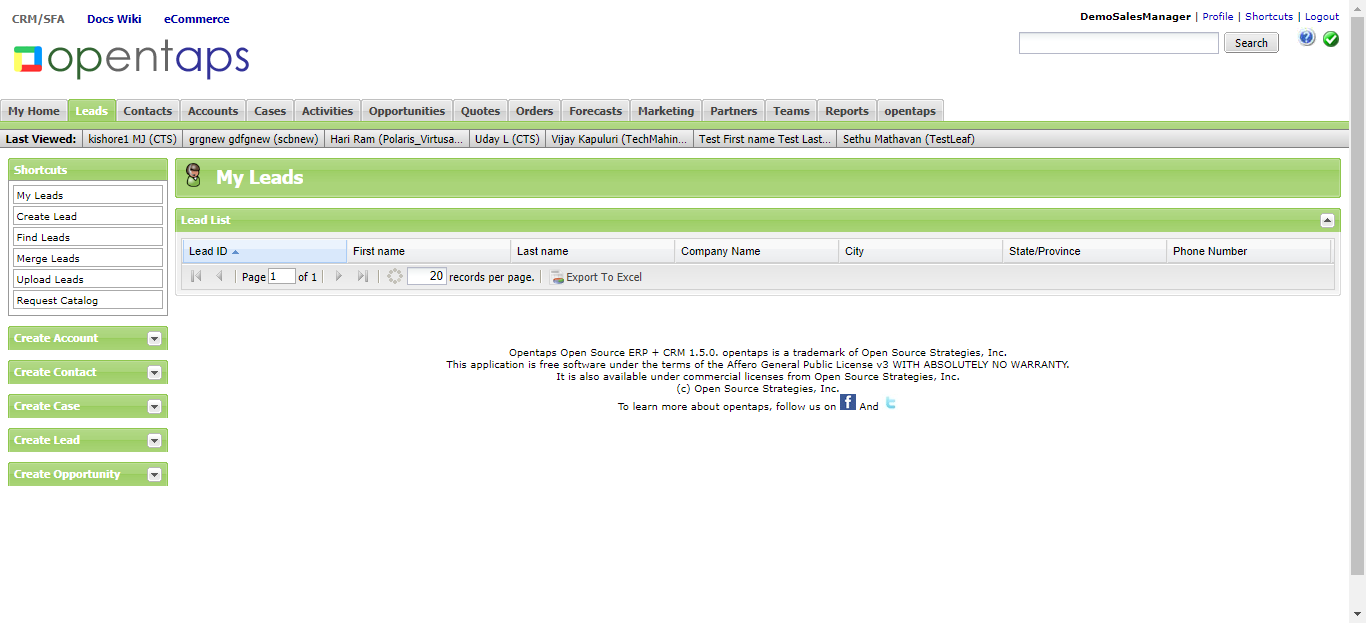 CRM/SFA Docs Wiki eCommerce
DemoSalesManager | Profile | Shortcuts | Logout
opentaps
Search
My Home Leads Contacts Accounts Cases Activities Opportunities Quotes Orders Forecasts Marketing Partners Teams Reports opentaps
Last Viewed: kishore1 MJ (CTS) grgnew gdfgnew (scbnew) Hari Ram (Polaris_Virtusa... Uday L (CTS) Vijay Kapuluri (TechMahin... Test First name Test Last... Sethu Mathavan (TestLeaf)
Shortcuts
My Leads
Create Lead
Find Leads
Merge Leads
Upload Leads
Request Catalog
Create Account
Create Contact
Create Case
Create Lead
Create Opportunity
My Leads
Lead List
Lead ID First name Last name Company Name City State/Province Phone Number
Page 1 of 1 20 records per page. Export To Excel
Opentaps Open Source ERP + CRM 1.5.0. opentaps is a trademark of Open Source Strategies, Inc.
This application is free software under the terms of the Affero General Public License v3 WITH ABSOLUTELY NO WARRANTY.
It is also available under commercial licenses from Open Source Strategies, Inc.
(c) Open Source Strategies, Inc.
To learn more about opentaps, follow us on f And t